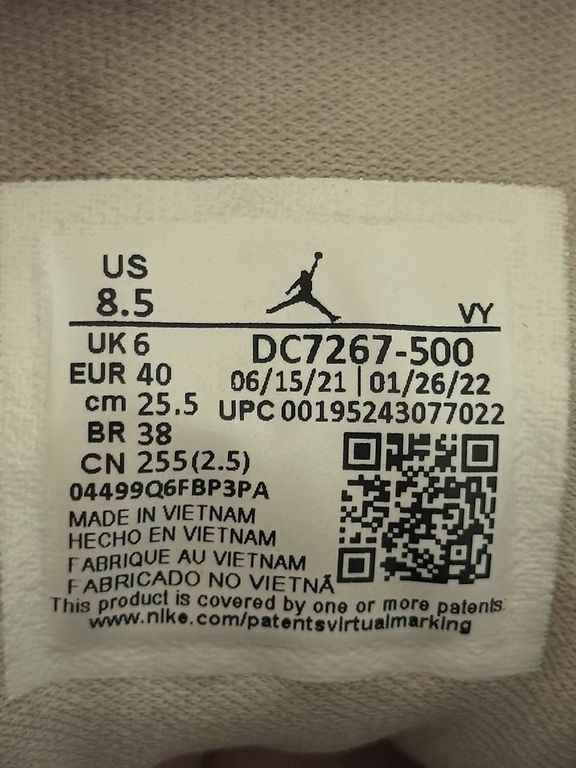 US
8.5
VY
UK 6
DC7267-500
EUR 40
06/15/21 | 01/26/22
cm 25.5
UPC 00195243077022
BR 38
CN 255(2.5)
04499Q6FBP3PA
MADE IN VIETNAM
HECHO EN VIETNAM
FABRIQUE AU VIETNAM
FABRICADO NO VIETNÃ
This product is covered by one or more patents:
www.nike.com/patentsvirtualmarking